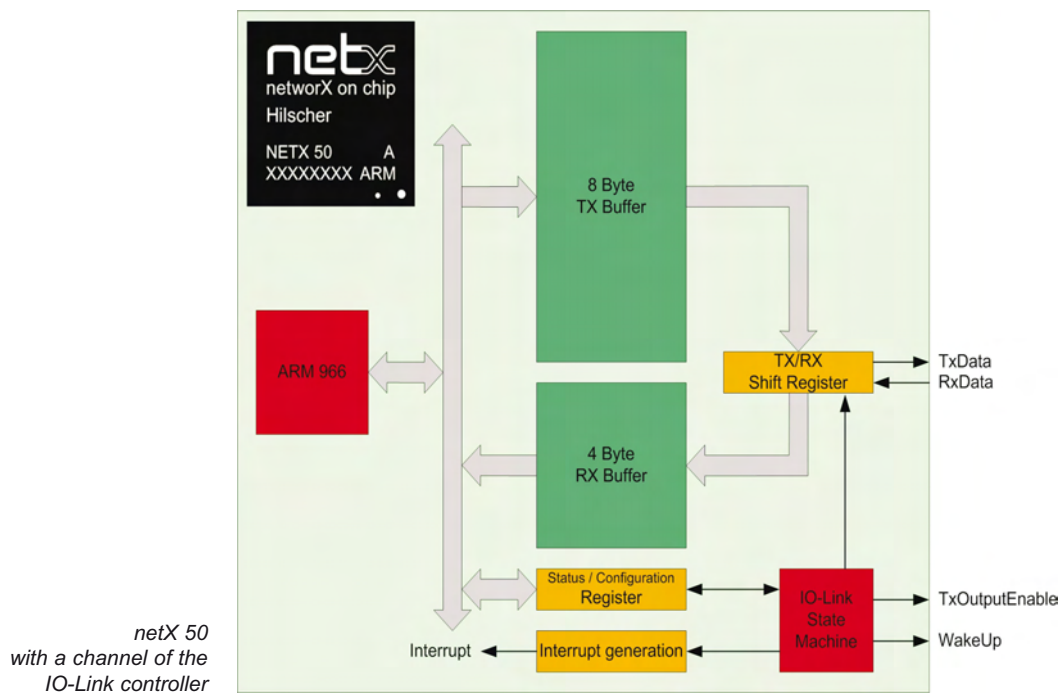 netx
networX on chip
Hilscher
NETX 50 A
XXXXXXXX ARM
8 Byte
TX Buffer
ARM 966
TX/RX
Shift Register
TxData
RxData
4 Byte
RX Buffer
Status / Configuration
Register
IO-Link
State
Machine
TxOutputEnable
WakeUp
Interrupt
Interrupt generation
netX 50
with a channel of the
IO-Link controller